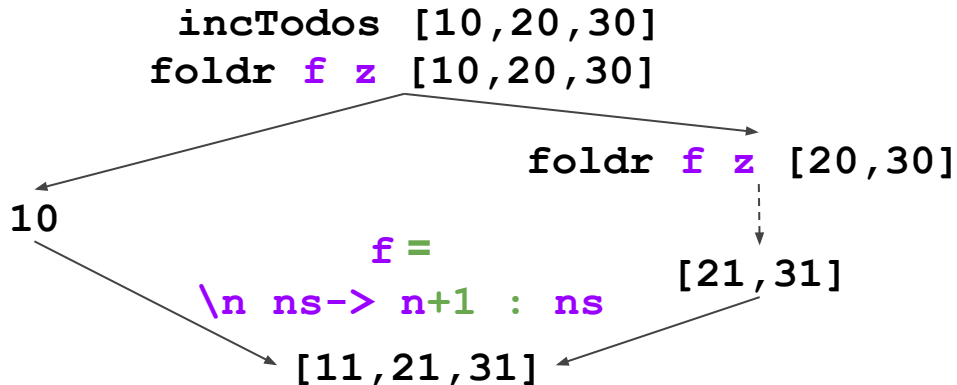 incTodos [10,20,30]
foldr f z [10,20,30]
foldr f z [20,30]
10
f =
[21,31]
\n ns-> n+1 : ns
[11,21,31]